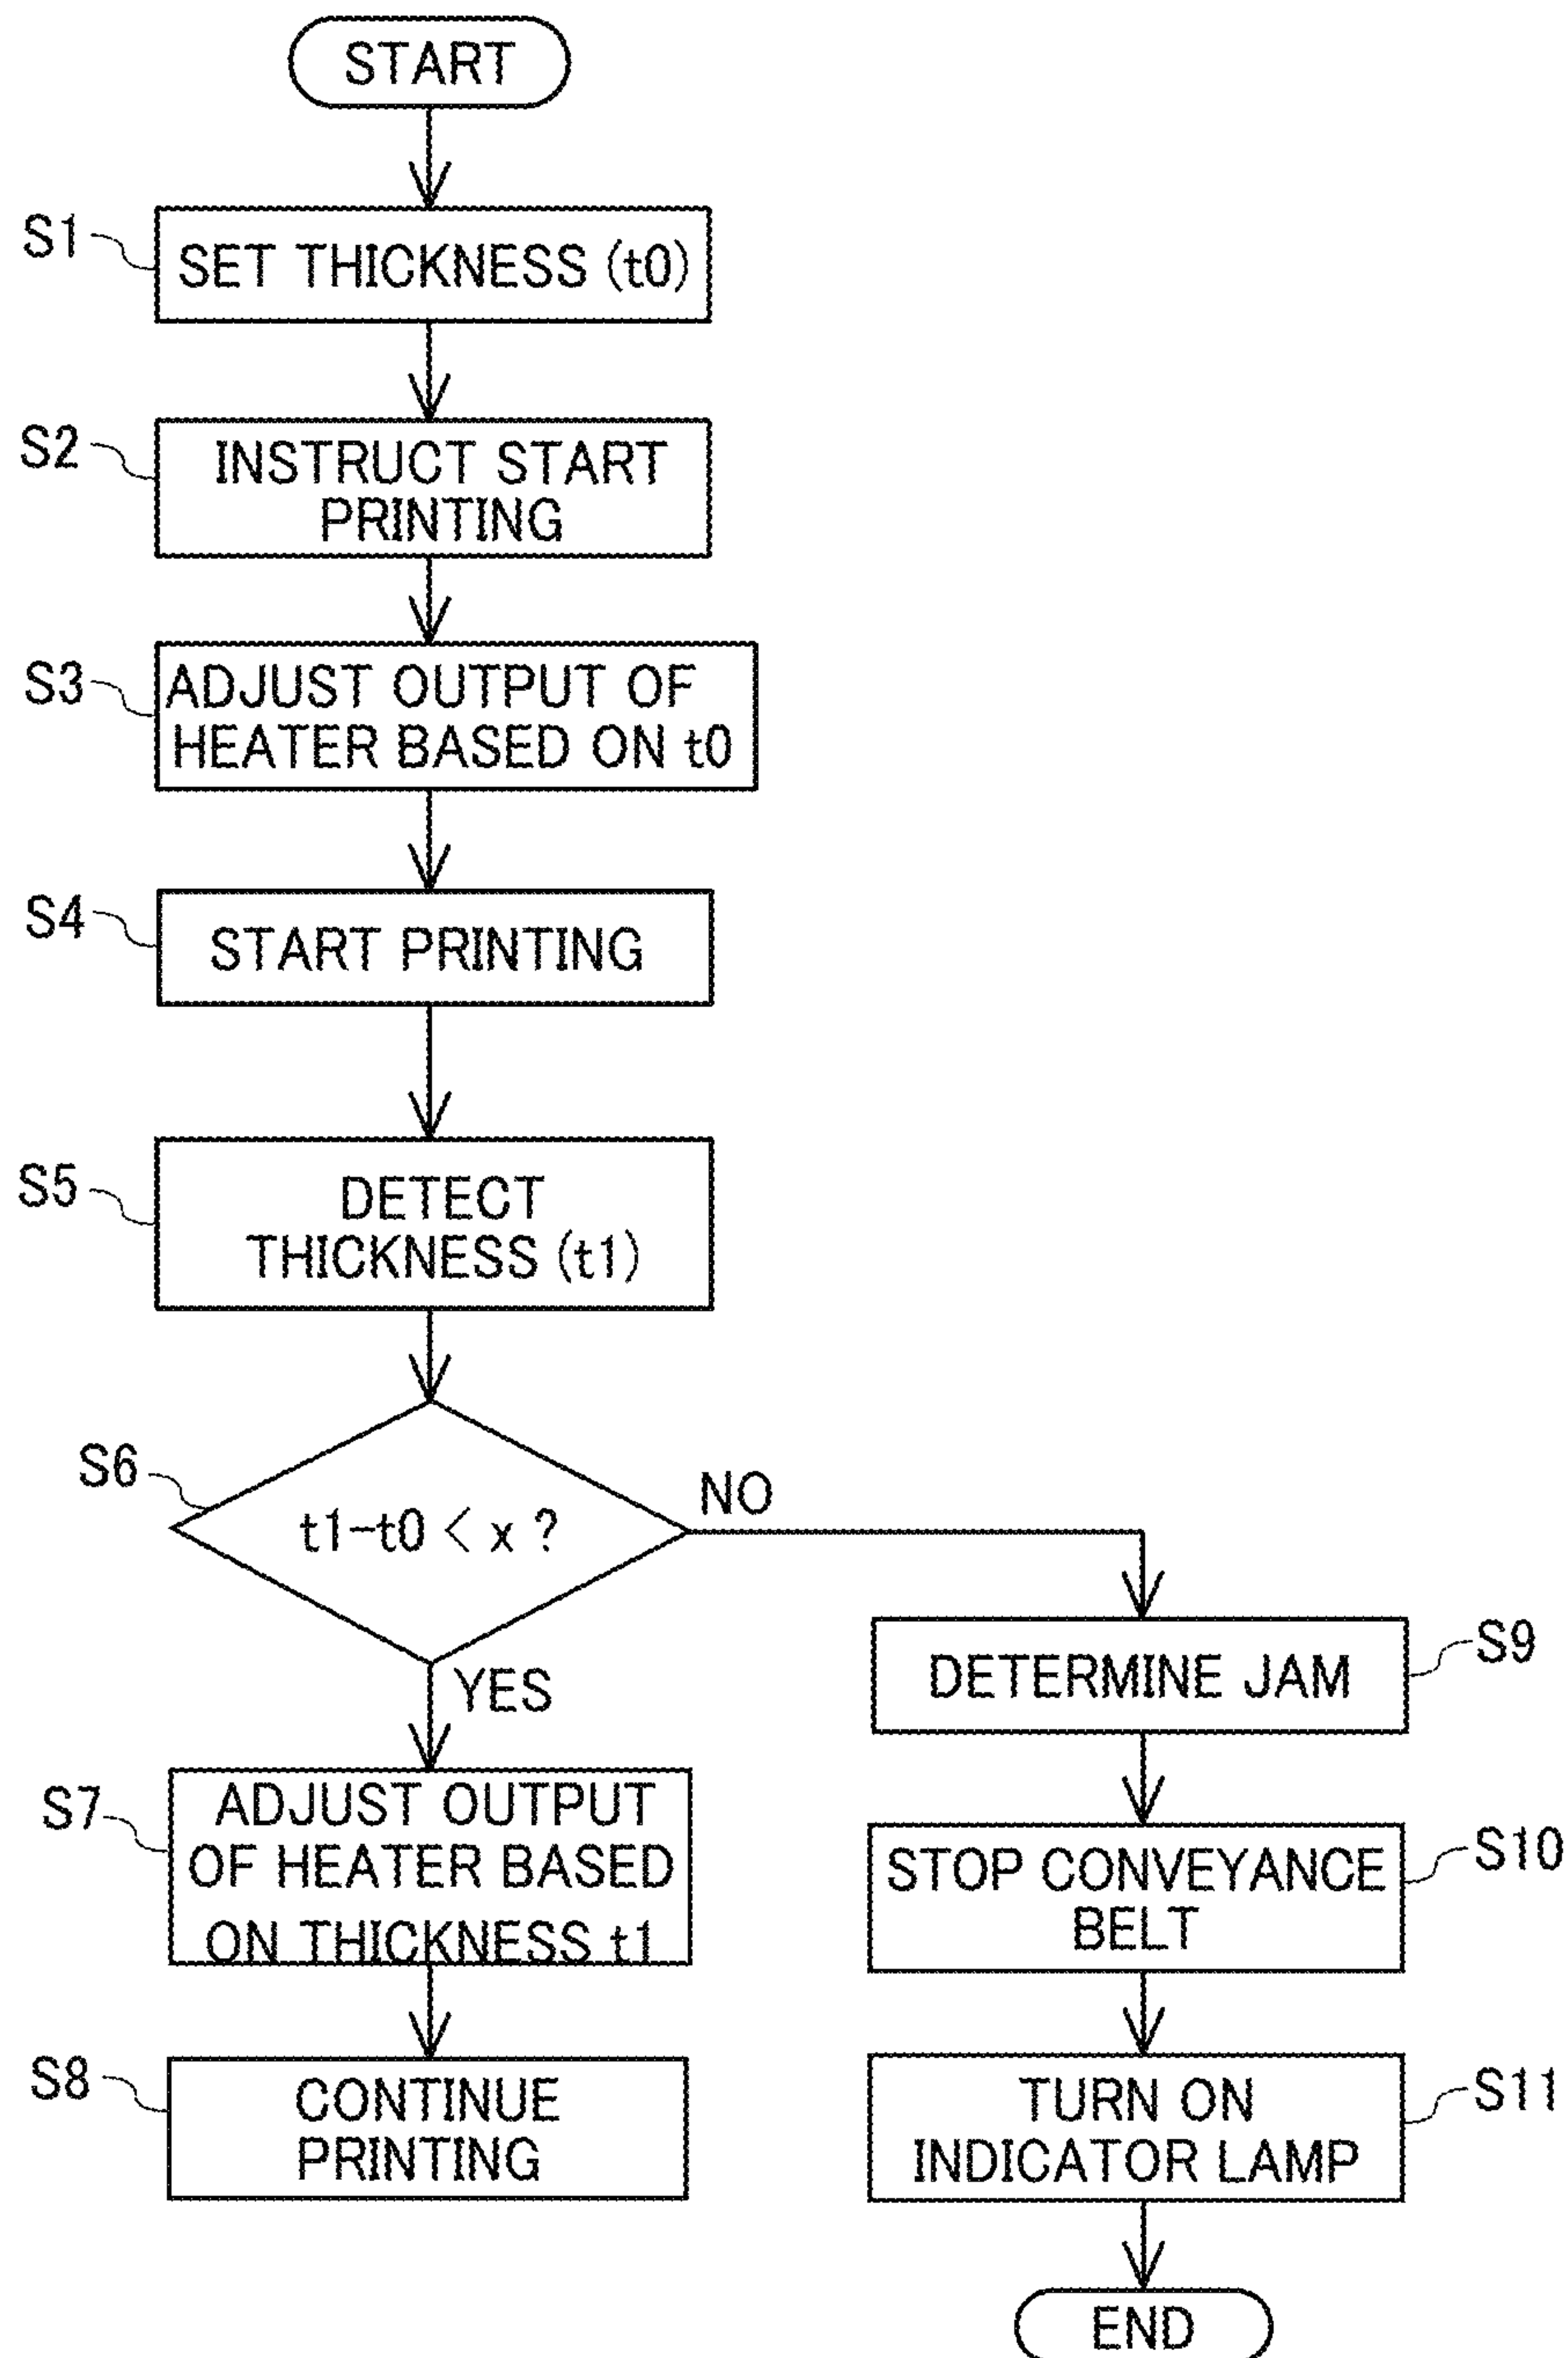 START
S1
SET THICKNESS (t0)
S2
INSTRUCT START
PRINTING
S3
ADJUST OUTPUT OF
HEATER BASED ON t0
S4
START PRINTING
S5
DETECT
THICKNESS (t1)
S6
t1-t0 < x ?
NO
YES
S7
ADJUST OUTPUT
OF HEATER BASED
ON THICKNESS t1
S8
CONTINUE
PRINTING
S9
DETERMINE JAM
S10
STOP CONVEYANCE
BELT
S11
TURN ON
INDICATOR LAMP
END